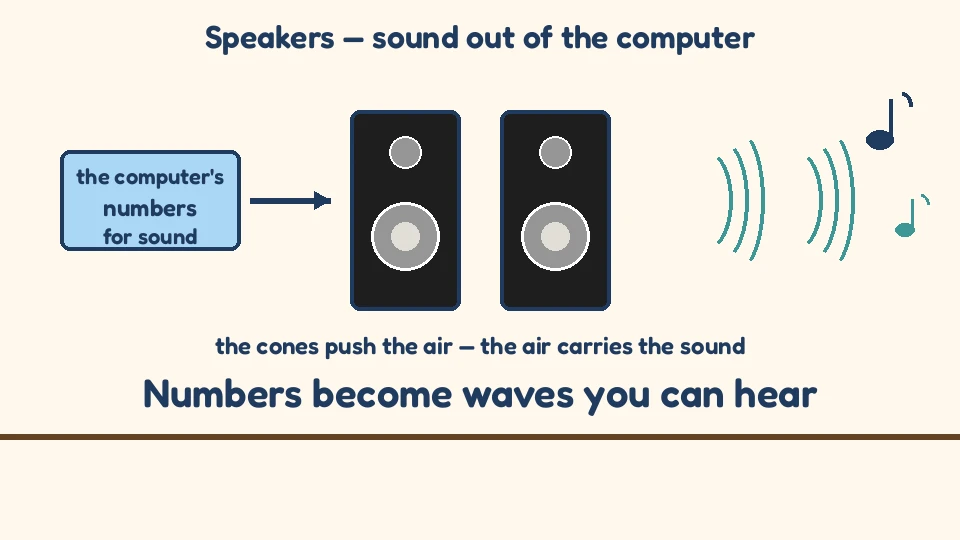 Speakers — sound out of the computer
the computer's
numbers
for sound
the cones push the air — the air carries the sound
Numbers become waves you can hear